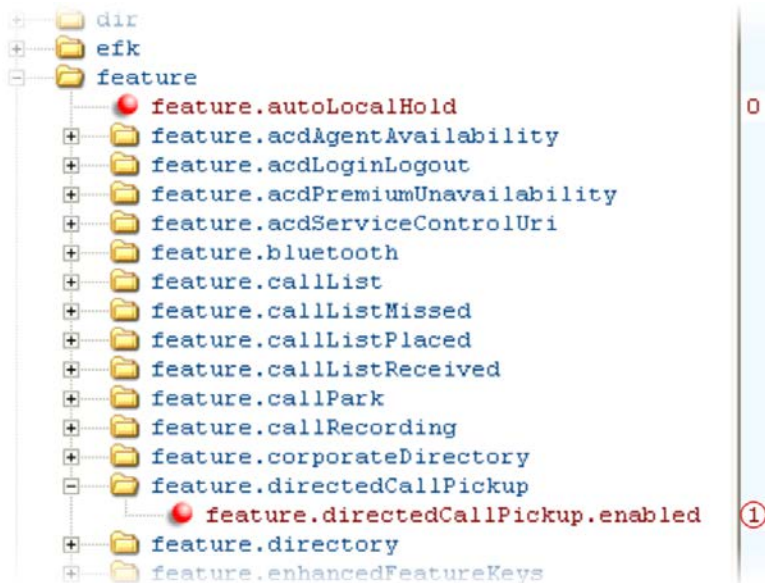 dir
efk
feature
feature.autoLocalHold 0
feature.acdAgentAvailability
feature.acdLoginLogout
feature.acdPremiumUnavailability
feature.acdServiceControlUri
feature.bluetooth
feature.callList
feature.callListMissed
feature.callListPlaced
feature.callListReceived
feature.callPark
feature.callRecording
feature.corporateDirectory
feature.directedCallPickup
feature.directedCallPickup.enabled 1
feature.directory
feature.enhancedFeatureKeys